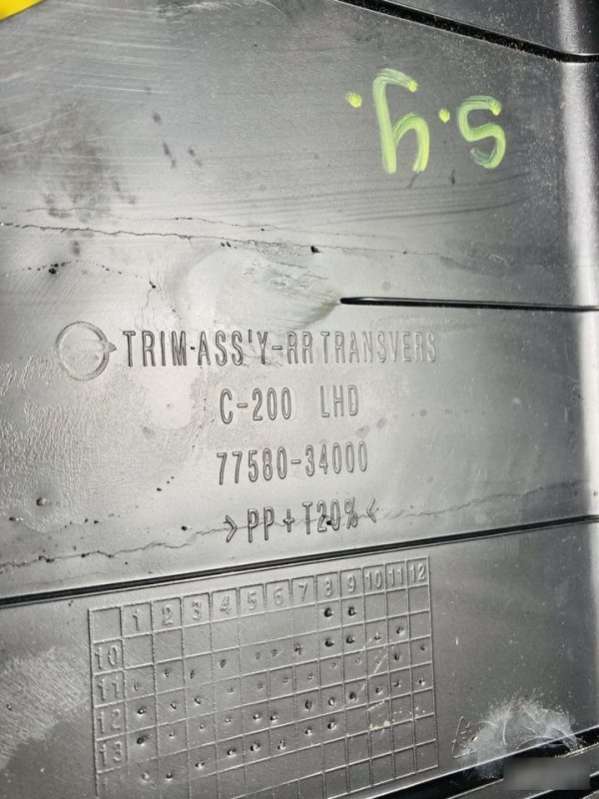 5.4.
TRIM-ASS'Y-RR TRANSVERS
C-200 LHD
77580-34000
>PP+T20%<
1 2 3 4 5 6 7 8 9 10 11 12
10
11
12
13